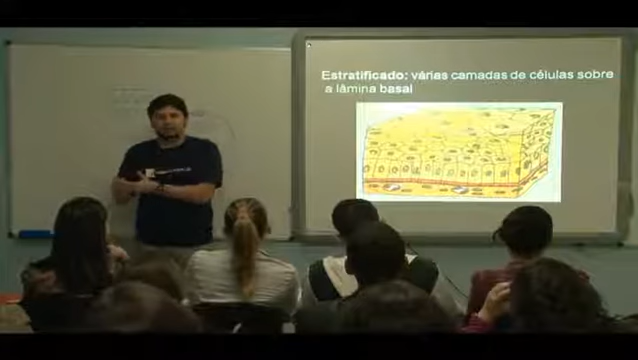 Estratificado: várias camadas de células sobre
a lâmina basal